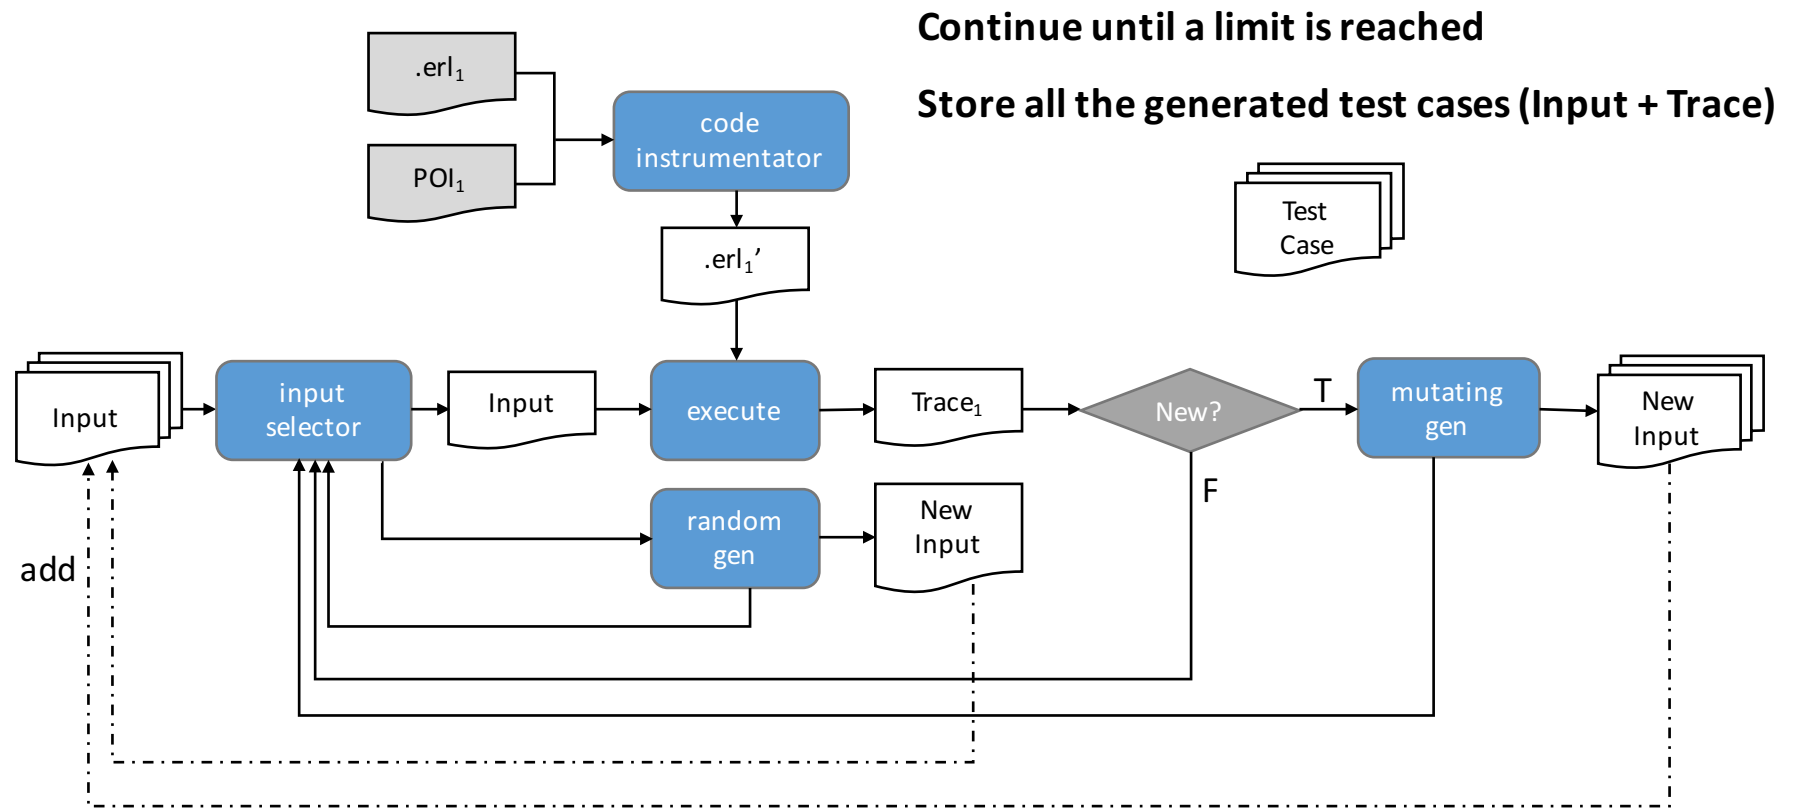 Continue until a limit is reached
Store all the generated test cases (Input + Trace)
.erl₁
POI₁
code
instrumentator
.erl₁’
Test
Case
Input
input
selector
Input
execute
Trace₁
New?
T
mutating
gen
New
Input
F
random
gen
New
Input
add